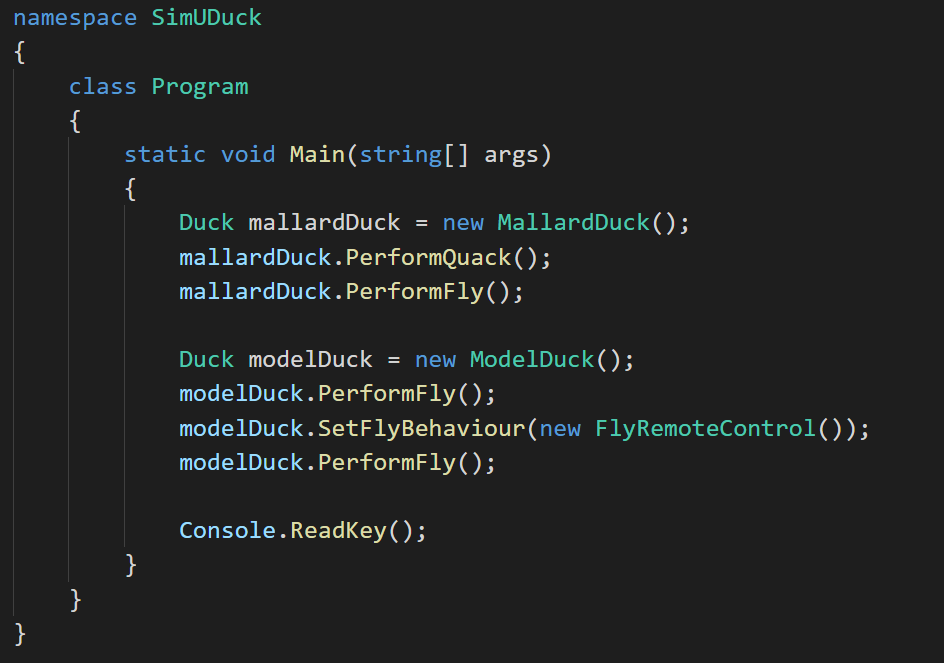 namespace SimUDuck
{
    class Program
    {
        static void Main(string[] args)
        {
            Duck mallardDuck = new MallardDuck();
            mallardDuck.PerformQuack();
            mallardDuck.PerformFly();

            Duck modelDuck = new ModelDuck();
            modelDuck.PerformFly();
            modelDuck.SetFlyBehaviour(new FlyRemoteControl());
            modelDuck.PerformFly();

            Console.ReadKey();
        }
    }
}